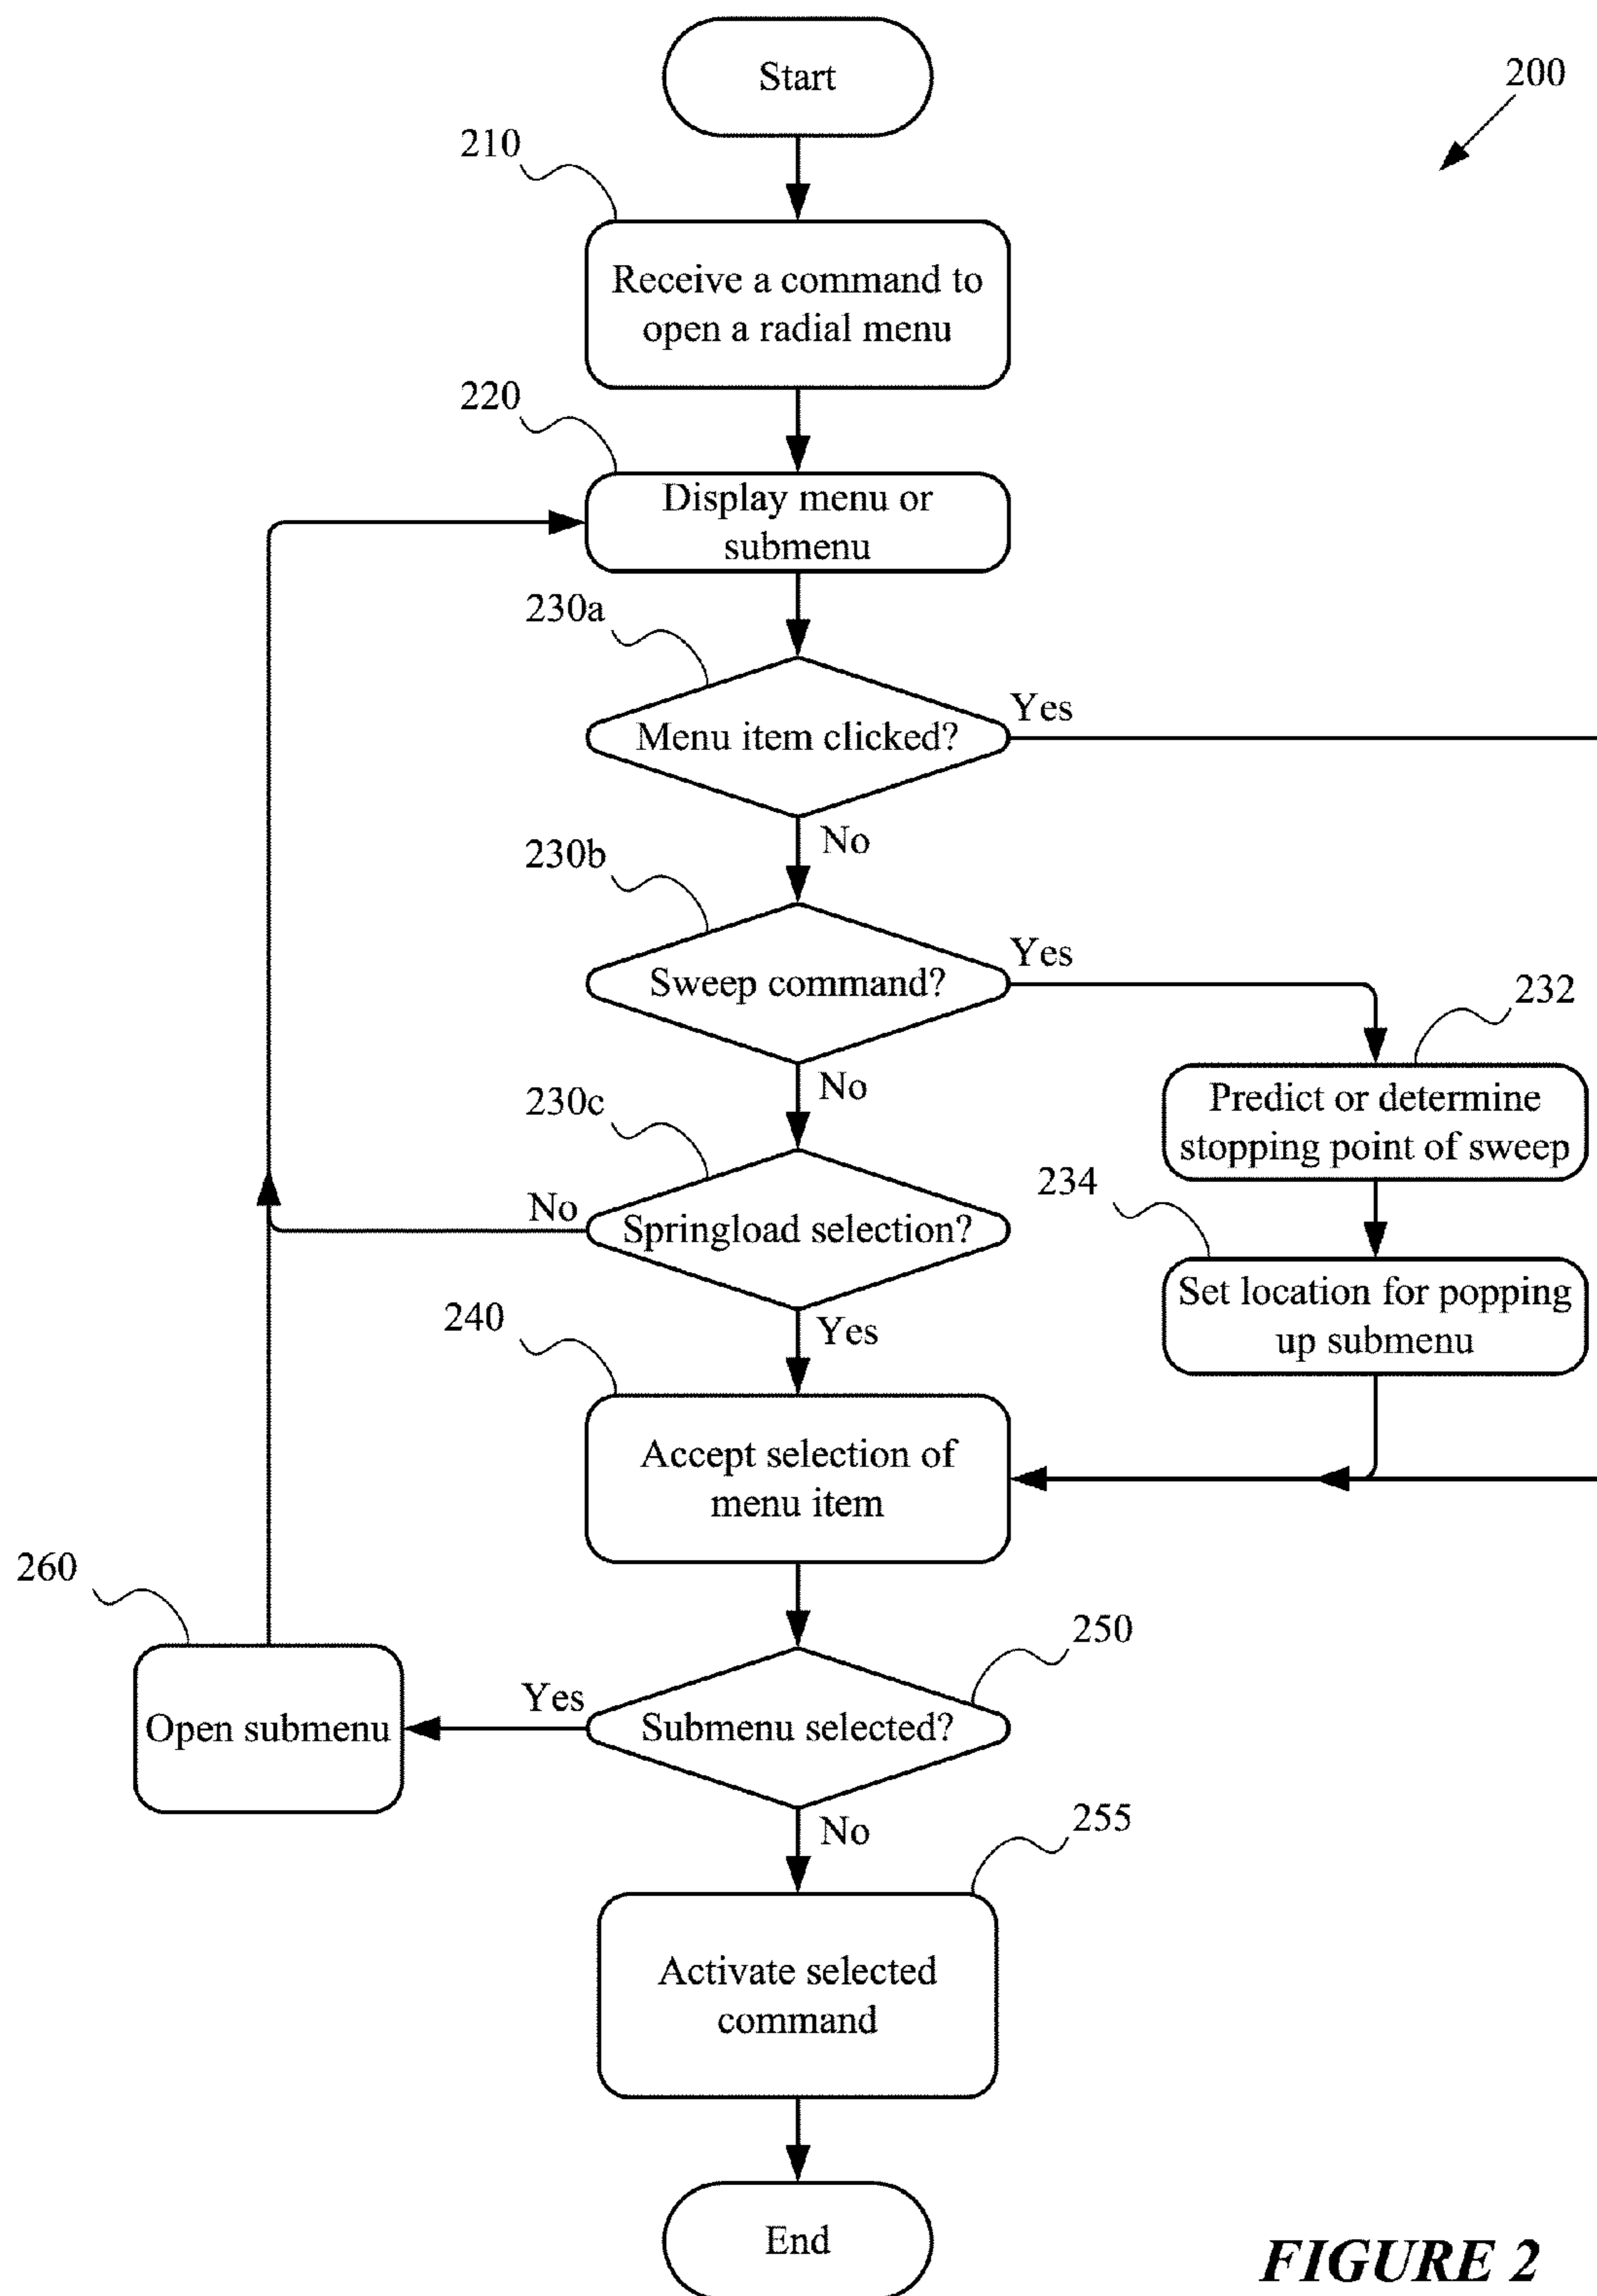 Start
200
210
Receive a command to
open a radial menu
220
Display menu or
submenu
230a
Menu item clicked?
Yes
No
230b
Sweep command?
Yes
No
232
Predict or determine
stopping point of sweep
230c
Springload selection?
No
Yes
234
Set location for popping
up submenu
240
Accept selection of
menu item
250
Submenu selected?
Yes
No
260
Open submenu
255
Activate selected
command
End
FIGURE 2